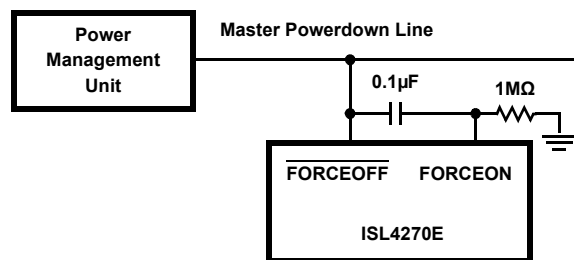 Power
Management
Unit
Master Powerdown Line
0.1µF
1MΩ
FORCEOFF
FORCEON
ISL4270E